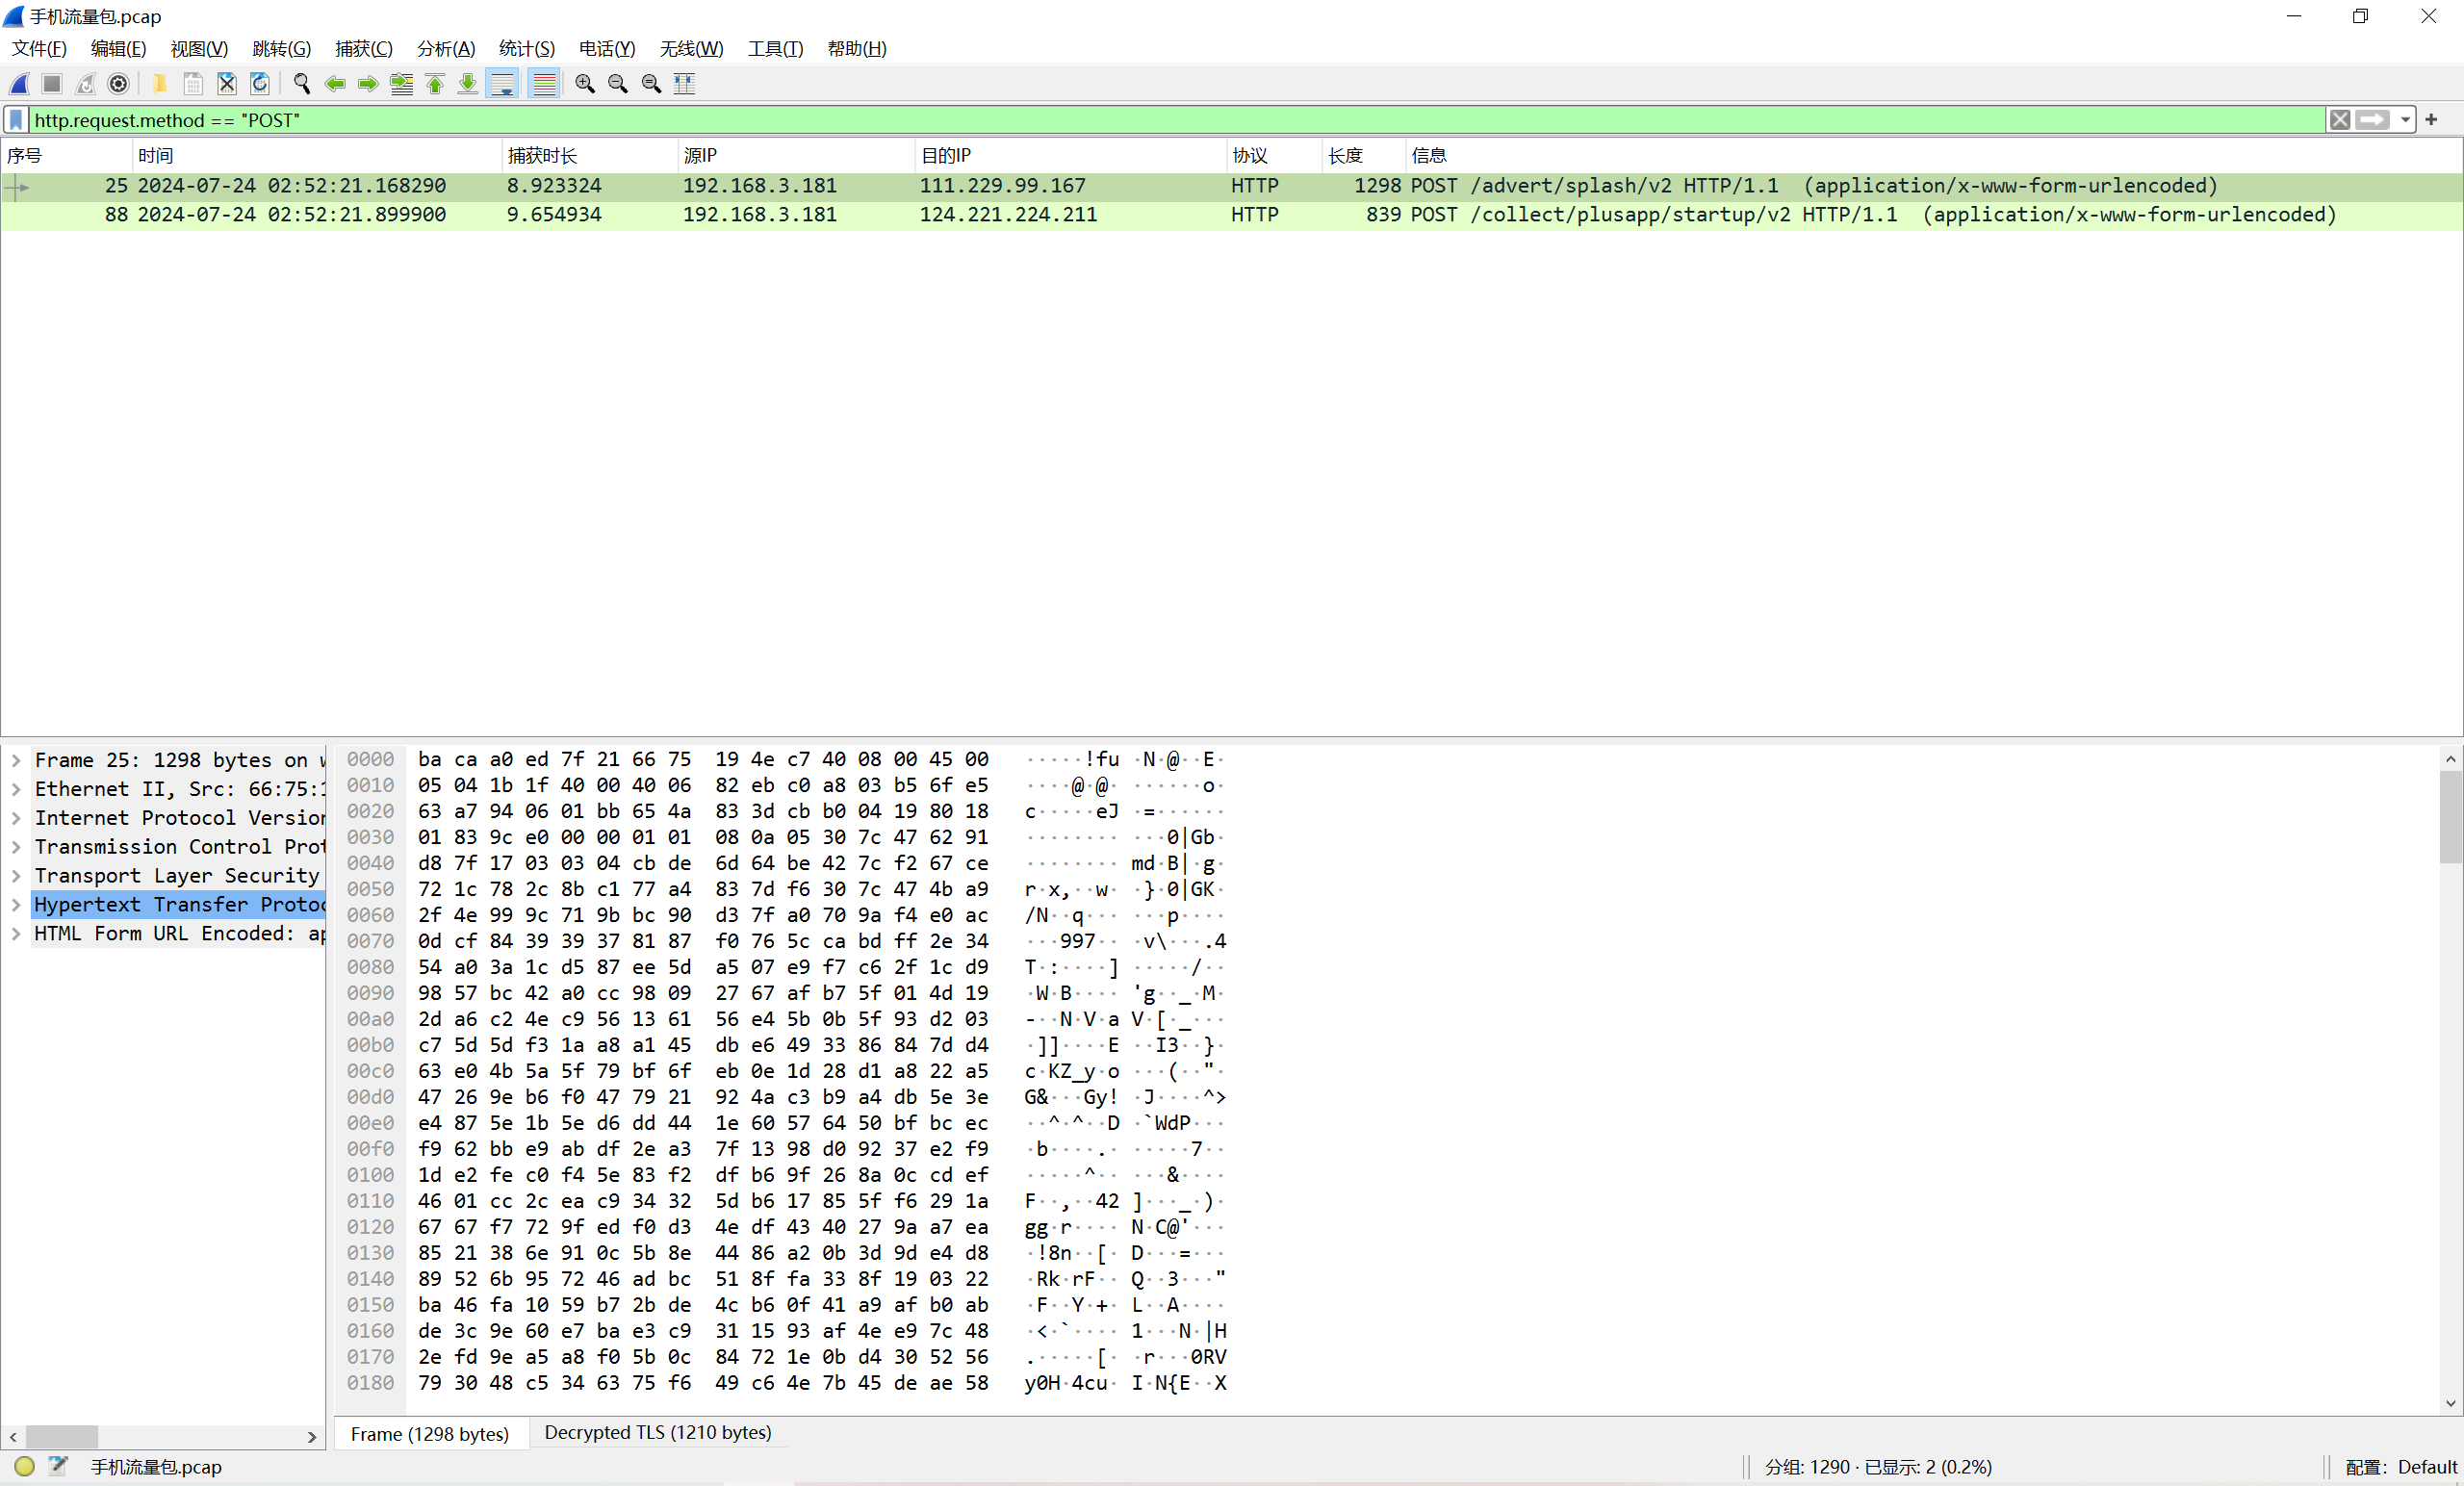 手机流量包.pcap
文件(F) 编辑(E) 视图(V) 跳转(G) 捕获(C) 分析(A) 统计(S) 电话(Y) 无线(W) 工具(T) 帮助(H)
http.request.method == "POST"
序号 时间 捕获时长 源IP 目的IP 协议 长度 信息
25 2024-07-24 02:52:21.168290 8.923324 192.168.3.181 111.229.99.167 HTTP 1298 POST /advert/splash/v2 HTTP/1.1  (application/x-www-form-urlencoded)
88 2024-07-24 02:52:21.899900 9.654934 192.168.3.181 124.221.224.211 HTTP 839 POST /collect/plusapp/startup/v2 HTTP/1.1  (application/x-www-form-urlencoded)
Frame 25: 1298 bytes on
Ethernet II, Src: 66:75:1
Internet Protocol Version
Transmission Control Prot
Transport Layer Security
Hypertext Transfer Protoc
HTML Form URL Encoded: ap
0000 ba ca a0 ed 7f 21 66 75 19 4e c7 40 08 00 45 00 ·····!fu ·N·@··E·
0010 05 04 1b 1f 40 00 40 06 82 eb c0 a8 03 b5 6f e5 ····@·@· ······o·
0020 63 a7 94 06 01 bb 65 4a 83 3d cb b0 04 19 80 18 c·····eJ ·=······
0030 01 83 9c e0 00 00 01 01 08 0a 05 30 7c 47 62 91 ········ ···0|Gb·
0040 d8 7f 17 03 03 04 cb de 6d 64 be 42 7c f2 67 ce ········ md·B|·g·
0050 72 1c 78 2c 8b c1 77 a4 83 7d f6 30 7c 47 4b a9 r·x,··w· ·}·0|GK·
0060 2f 4e 99 9c 71 9b bc 90 d3 7f a0 70 9a f4 e0 ac /N··q··· ···p····
0070 0d cf 84 39 39 37 81 87 f0 76 5c ca bd ff 2e 34 ···997·· ·v\···.4
0080 54 a0 3a 1c d5 87 ee 5d a5 07 e9 f7 c6 2f 1c d9 T·:····] ·····/··
0090 98 57 bc 42 a0 cc 98 09 27 67 af b7 5f 01 4d 19 ·W·B···· 'g··_·M·
00a0 2d a6 c2 4e c9 56 13 61 56 e4 5b 0b 5f 93 d2 03 -··N·V·a V·[·_···
00b0 c7 5d 5d f3 1a a8 a1 45 db e6 49 33 86 84 7d d4 ·]]····E ··I3··}·
00c0 63 e0 4b 5a 5f 79 bf 6f eb 0e 1d 28 d1 a8 22 a5 c·KZ_y·o ···(··"·
00d0 47 26 9e b6 f0 47 79 21 92 4a c3 b9 a4 db 5e 3e G&···Gy! ·J····^>
00e0 e4 87 5e 1b 5e d6 dd 44 1e 60 57 64 50 bf bc ec ··^·^··D ·`WdP···
00f0 f9 62 bb e9 ab df 2e a3 7f 13 98 d0 92 37 e2 f9 ·b····.· ·····7··
0100 1d e2 fe c0 f4 5e 83 f2 df b6 9f 26 8a 0c cd ef ·····^·· ···&····
0110 46 01 cc 2c ea c9 34 32 5d b6 17 85 5f f6 29 1a F··,··42 ]···_·)·
0120 67 67 f7 72 9f ed f0 d3 4e df 43 40 27 9a a7 ea gg·r···· N·C@'···
0130 85 21 38 6e 91 0c 5b 8e 44 86 a2 0b 3d 9d e4 d8 ·!8n··[· D···=···
0140 89 52 6b 95 72 46 ad bc 51 8f fa 33 8f 19 03 22 ·Rk·rF·· Q··3···"
0150 ba 46 fa 10 59 b7 2b de 4c b6 0f 41 a9 af b0 ab ·F··Y·+· L··A····
0160 de 3c 9e 60 e7 ba e3 c9 31 15 93 af 4e e9 7c 48 ·<·`···· 1···N·|H
0170 2e fd 9e a5 a8 f0 5b 0c 84 72 1e 0b d4 30 52 56 .·····[· ·r···0RV
0180 79 30 48 c5 34 63 75 f6 49 c6 4e 7b 45 de ae 58 y0H·4cu· I·N{E··X
Frame (1298 bytes) Decrypted TLS (1210 bytes)
手机流量包.pcap 分组: 1290 · 已显示: 2 (0.2%) 配置: Default